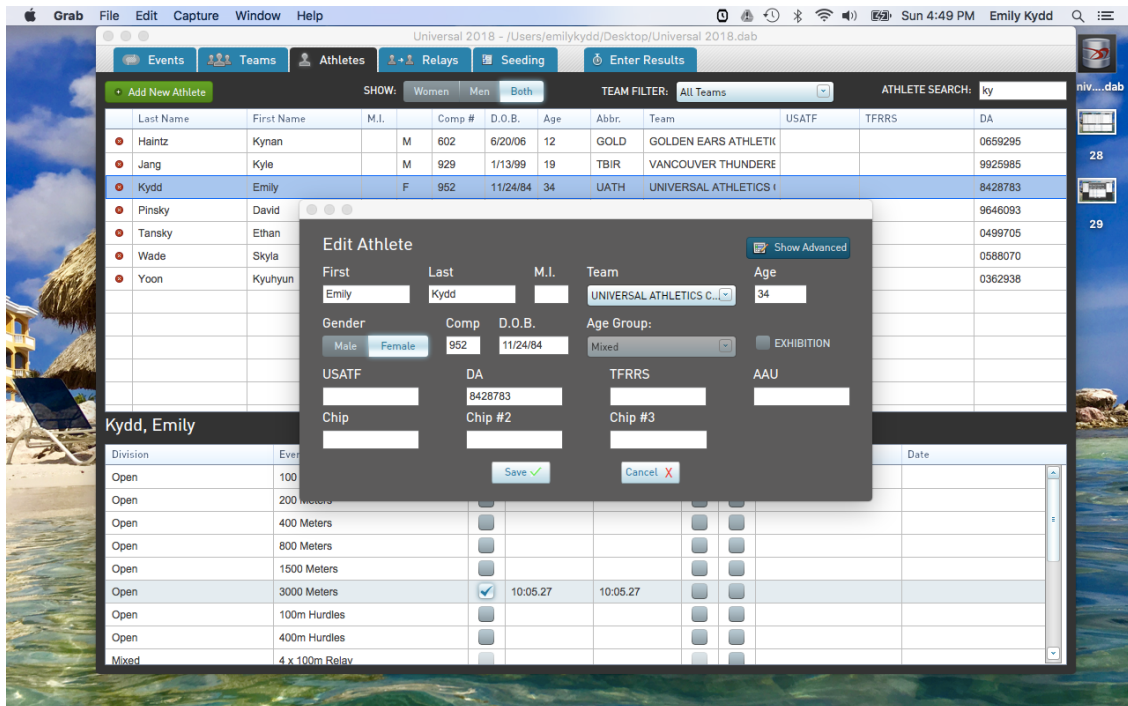 Grab File Edit Capture Window Help Sun 4:49 PM Emily Kydd
Universal 2018 - /Users/emilykydd/Desktop/Universal 2018.dab
Events Teams Athletes Relays Seeding Enter Results
Add New Athlete SHOW: Women Men Both TEAM FILTER: All Teams ATHLETE SEARCH: ky
niv....dab
Last Name First Name M.I. Comp # D.O.B. Age Abbr. Team USATF TFRRS DA
Haintz Kynan M 602 6/20/06 12 GOLD GOLDEN EARS ATHLETI 0659295
Jang Kyle M 929 1/13/99 19 TBIR VANCOUVER THUNDERE 9925985
28
Kydd Emily F 952 11/24/84 34 UATH UNIVERSAL ATHLETICS 8428783
Pinsky David 9646093
29
Tansky Ethan 0499705
Wade Skyla 0588070
Yoon Kyuhyun 0362938
Edit Athlete Show Advanced
First Last M.I. Team Age
Emily Kydd UNIVERSAL ATHLETICS C... 34
Gender Comp D.O.B. Age Group:
Male Female 952 11/24/84 Mixed EXHIBITION
USATF DA TFRRS AAU
8428783
Chip Chip #2 Chip #3
Save Cancel X
Kydd, Emily
Division Even Date
Open 100
Open 200 Meters
Open 400 Meters
Open 800 Meters
Open 1500 Meters
Open 3000 Meters 10:05.27 10:05.27
Open 100m Hurdles
Open 400m Hurdles
Mixed 4 x 100m Relay